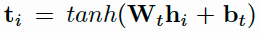 t_i = tanh(W_t h_i + b_t)